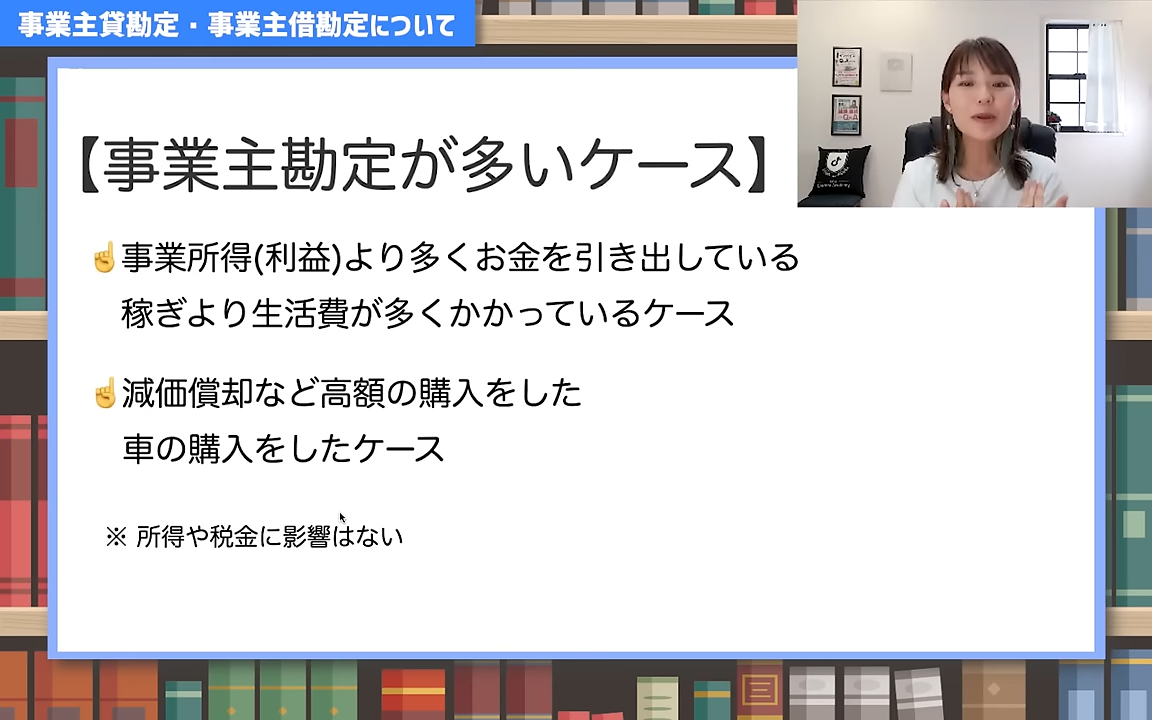 事業主貸勘定・事業主借勘定について
【事業主勘定が多いケース】
☝事業所得(利益)より多くお金を引き出している
稼ぎより生活費が多くかかっているケース
☝減価償却など高額の購入をした
車の購入をしたケース
※ 所得や税金に影響はない